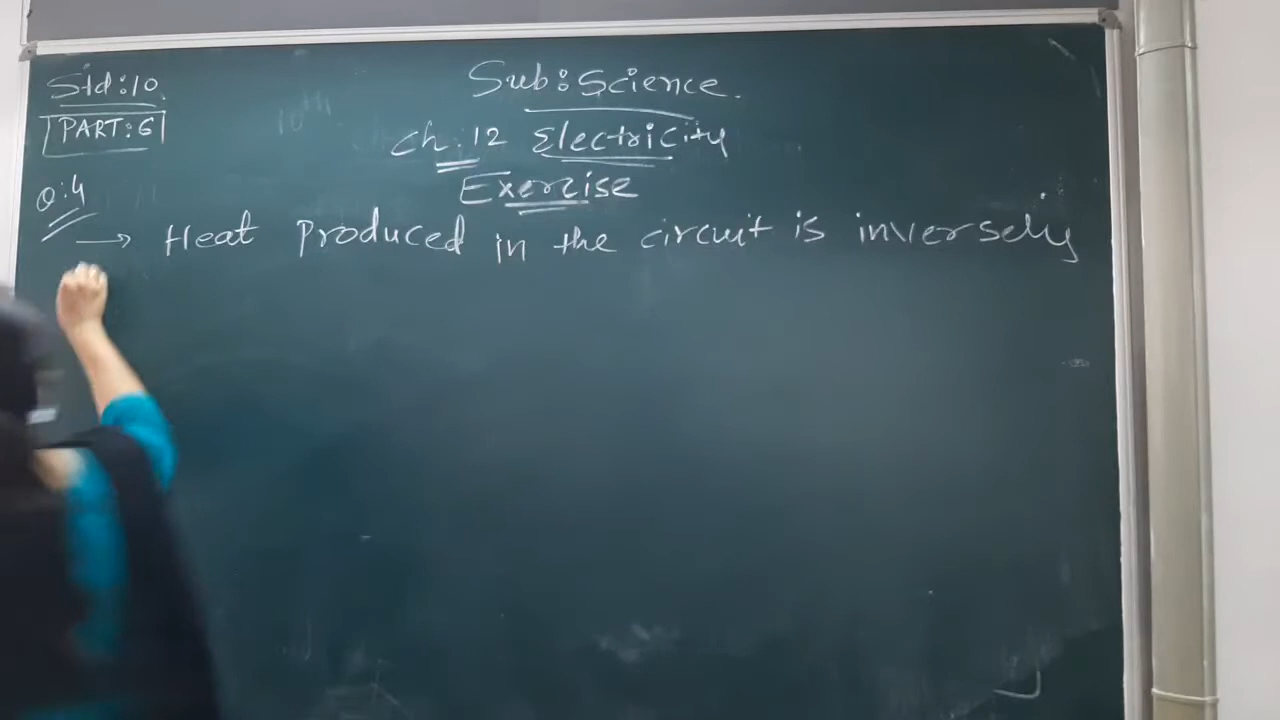 Std:10.
Sub:Science.
PART:6
Ch:12 Electricity
Exercise
Q:4
→ Heat Produced in the circuit is inversely